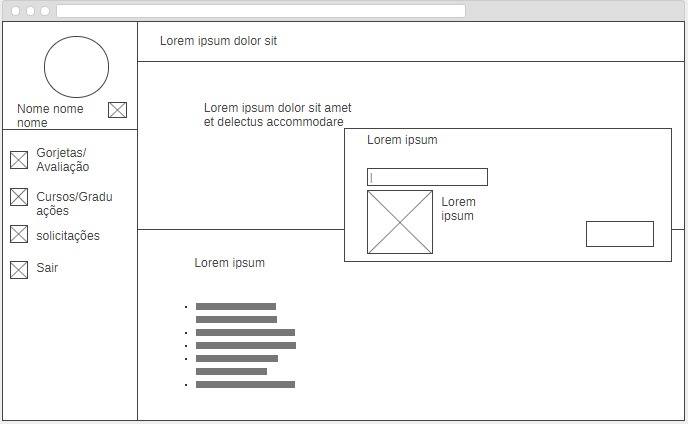 Lorem ipsum dolor sit
Nome nome
nome
Gorjetas/
Avaliação
Cursos/Gradu
ações
solicitações
Sair
Lorem ipsum dolor sit amet
et delectus accommodare
Lorem ipsum
Lorem
ipsum
Lorem ipsum